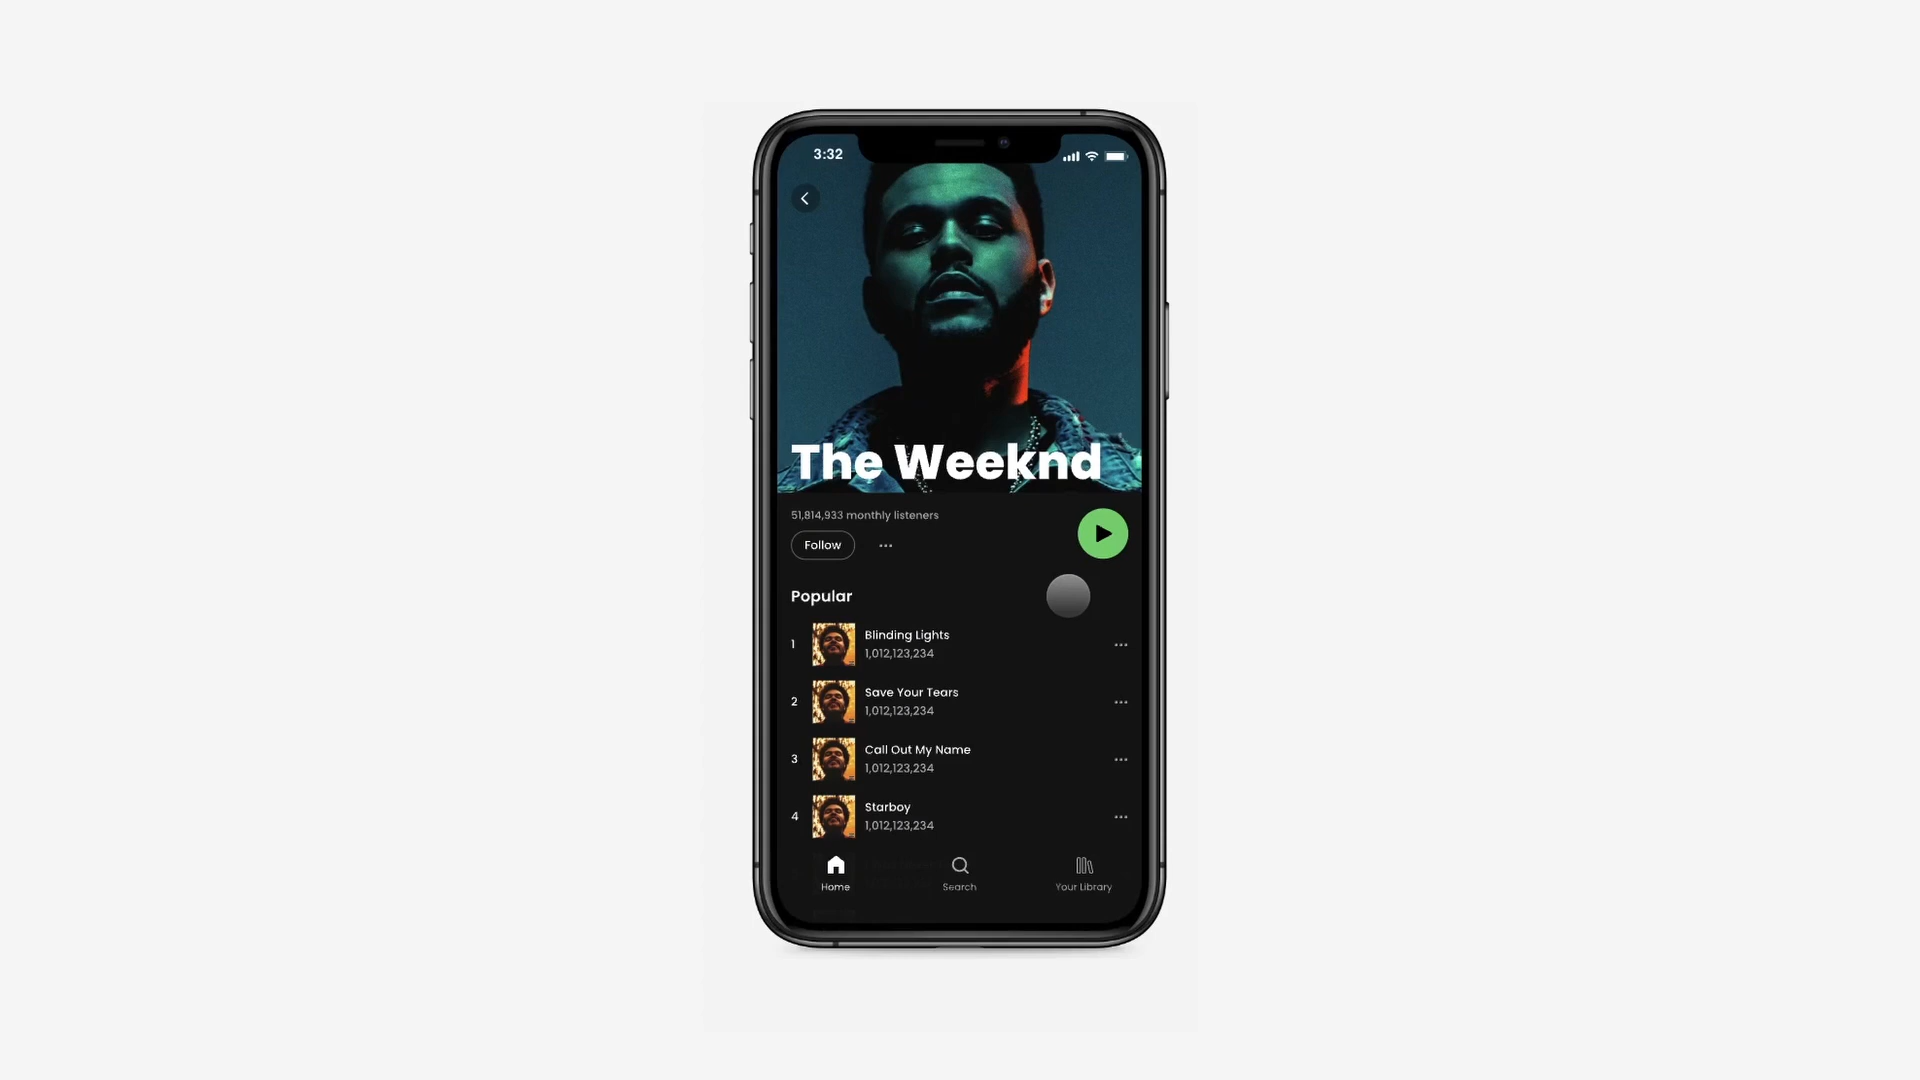 3:32
The Weeknd
51,814,933 monthly listeners
Follow
Popular
1
Blinding Lights
1,012,123,234
2
Save Your Tears
1,012,123,234
3
Call Out My Name
1,012,123,234
4
Starboy
1,012,123,234
Home
Search
Your Library